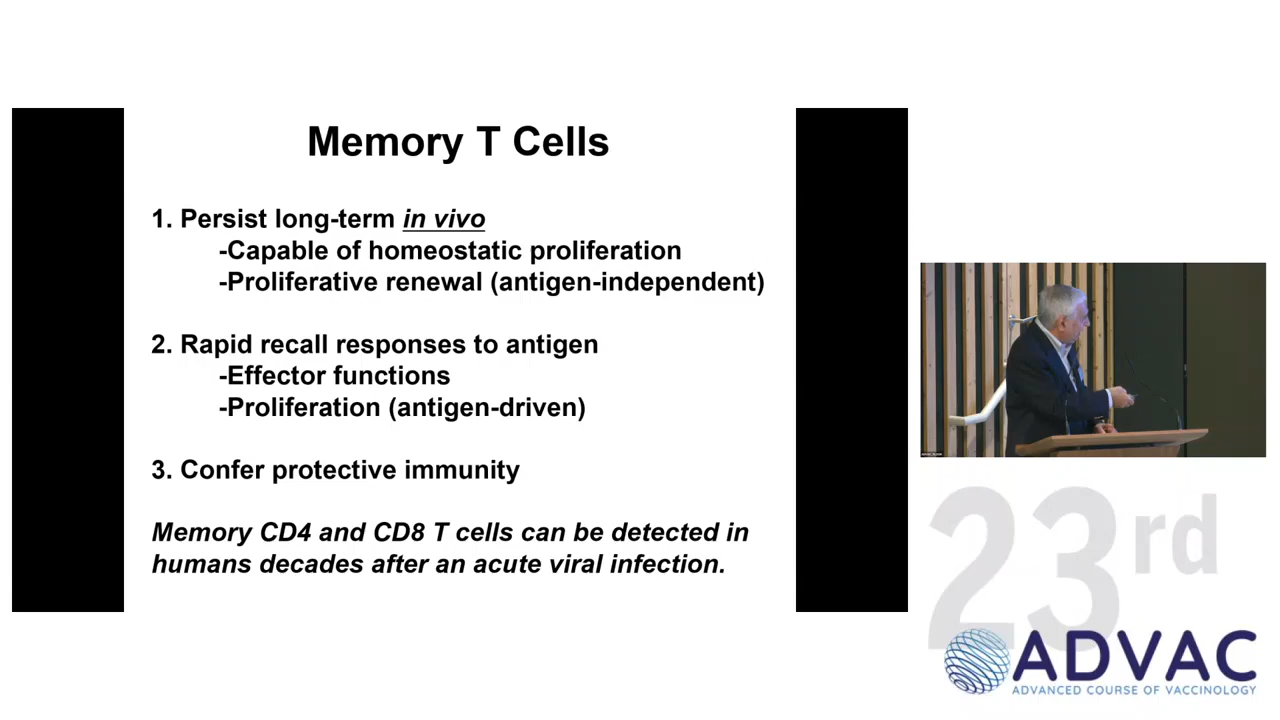 Memory T Cells
1. Persist long-term in vivo
-Capable of homeostatic proliferation
-Proliferative renewal (antigen-independent)
2. Rapid recall responses to antigen
-Effector functions
-Proliferation (antigen-driven)
3. Confer protective immunity
Memory CD4 and CD8 T cells can be detected in
humans decades after an acute viral infection.
23rd
ADVAC
ADVANCED COURSE OF VACCINOLOGY